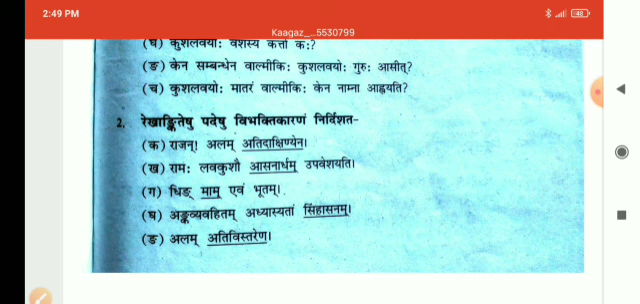 2:49 PM
48
Kaagaz_._5530799
(घ) कुशलवयोः वंशस्य कर्त्ता कः?
(ङ) केन सम्बन्धेन वाल्मीकिः कुशलवयोः गुरुः आसीत्?
(च) कुशलवयोः मातरं वाल्मीकिः केन नाम्ना आह्वयति?
2. रेखाङ्कितेषु पदेषु विभक्तिकारणं निर्दिशत-
(क) राजन्! अलम् अतिदाक्षिण्येन।
(ख) रामः लवकुशौ आसनार्धम् उपवेशयति।
(ग) धिङ् माम् एवं भूतम्।
(घ) अङ्कव्यवहितम् अध्यास्यतां सिंहासनम्।
(ङ) अलम् अतिविस्तरेण।